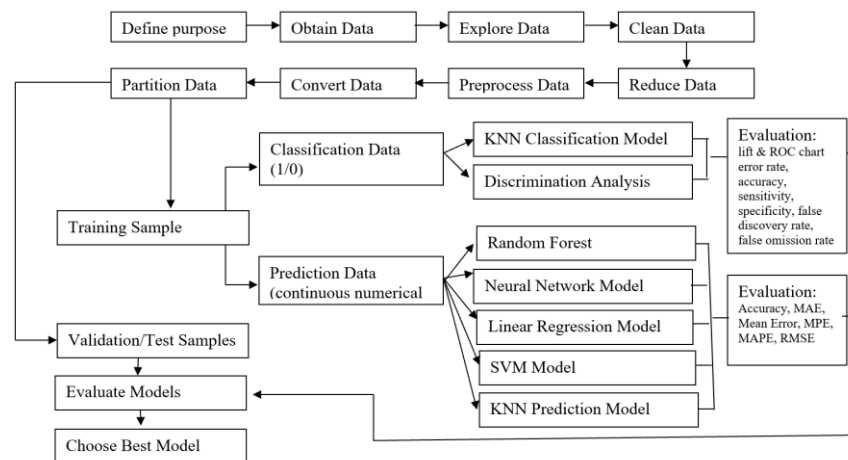 Define purpose
Obtain Data
Explore Data
Clean Data
Partition Data
Convert Data
Preprocess Data
Reduce Data
Classification Data
(1/0)
KNN Classification Model
Discrimination Analysis
Evaluation:
lift & ROC chart
error rate,
accuracy,
sensitivity,
specificity, false
discovery rate,
false omission rate
Training Sample
Prediction Data
(continuous numerical
Random Forest
Neural Network Model
Linear Regression Model
SVM Model
KNN Prediction Model
Evaluation:
Accuracy, MAE,
Mean Error, MPE,
MAPE, RMSE
Validation/Test Samples
Evaluate Models
Choose Best Model